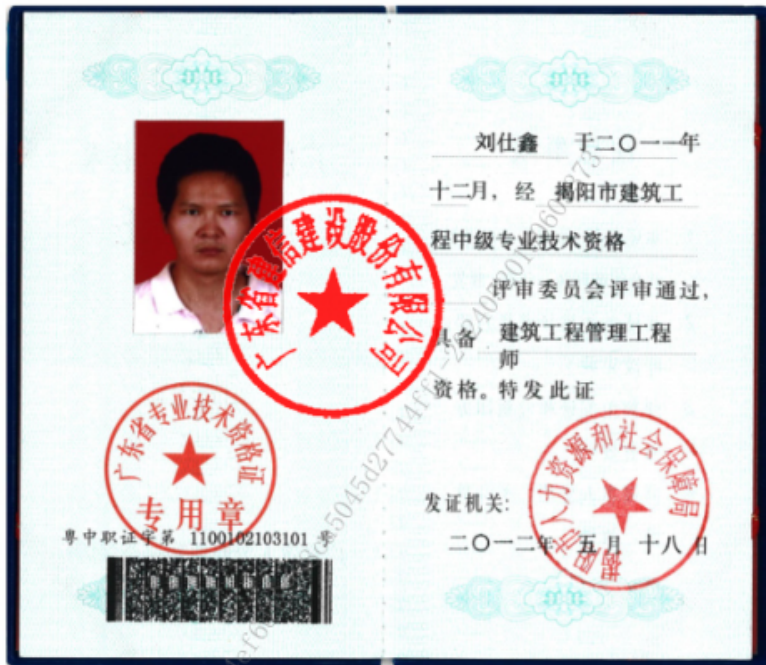 广东省建信建设股份有限公司
广东省专业技术资格证
专用章
粤中职证字第 1100102103101 号
刘仕鑫 于二〇一一年
十二月，经 揭阳市建筑工
程中级专业技术资格
评审委员会评审通过，
具备 建筑工程管理工程
师
资格。特发此证
发证机关：
揭阳市人力资源和社会保障局
二〇一二年 五月 十八日